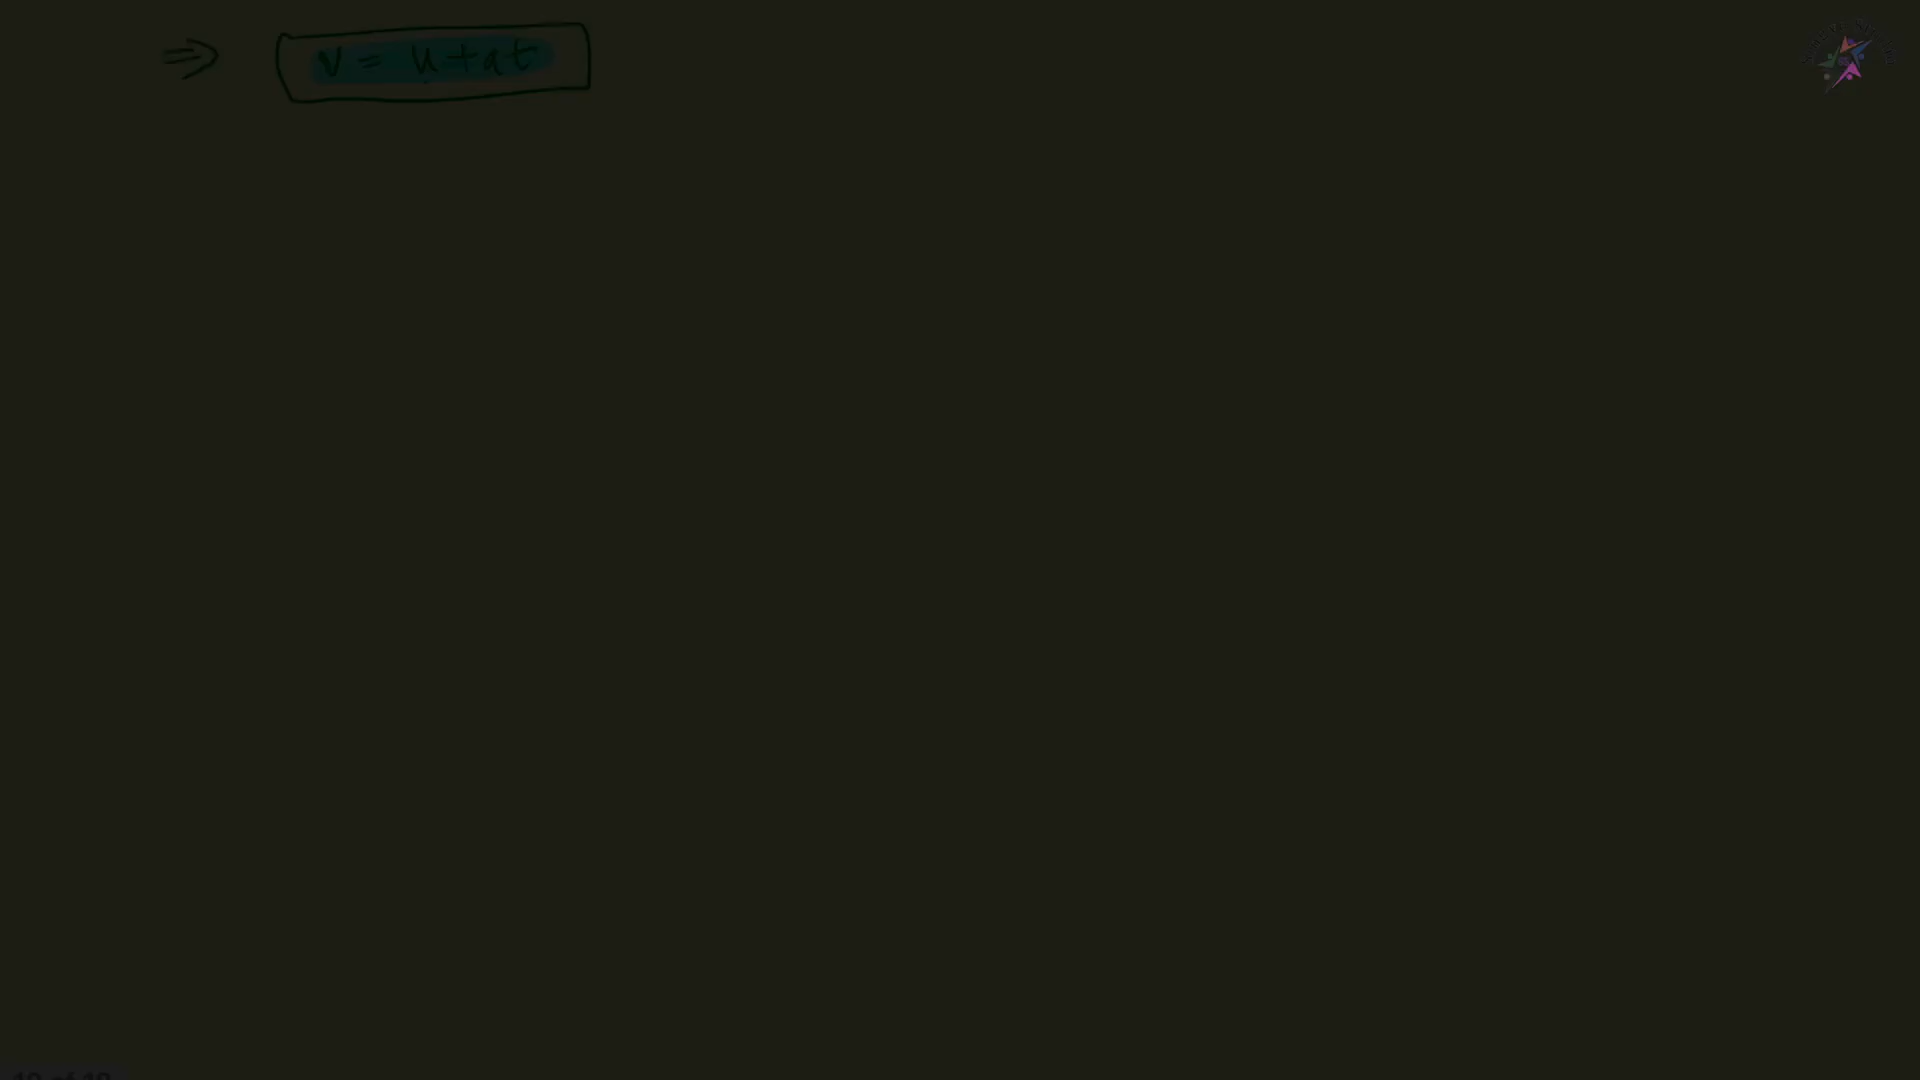 ⇒ v = u + at